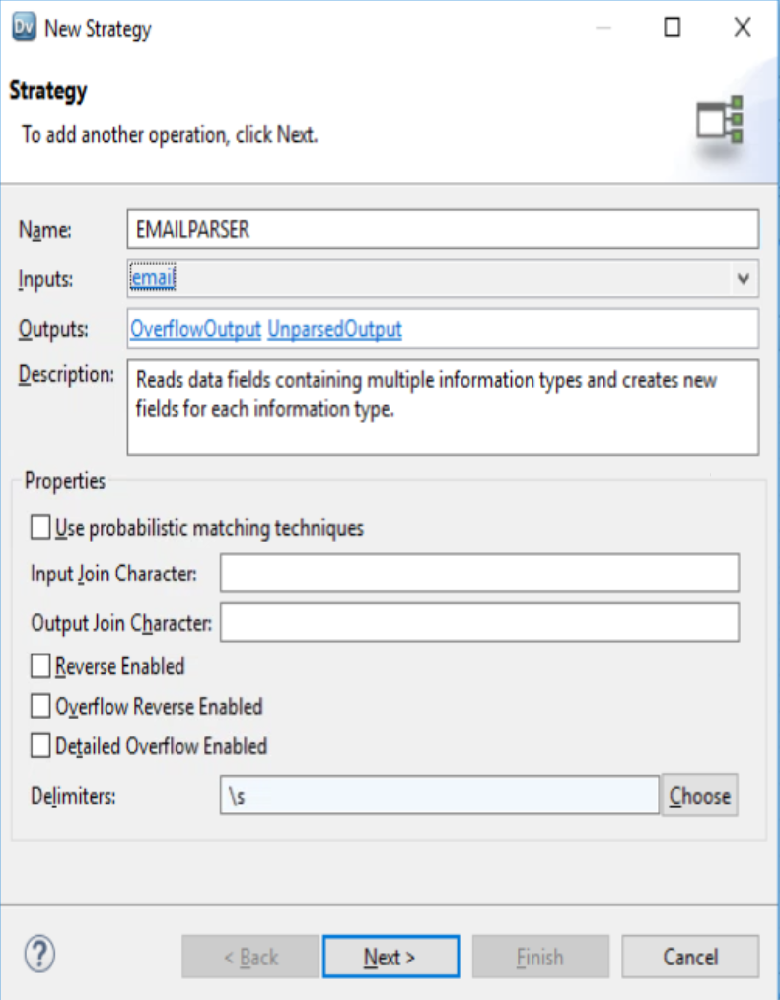 Dv New Strategy
Strategy
To add another operation, click Next.
Name: EMAILPARSER
Inputs: email
Outputs: OverflowOutput UnparsedOutput
Description: Reads data fields containing multiple information types and creates new
fields for each information type.
Properties
Use probabilistic matching techniques
Input Join Character:
Output Join Character:
Reverse Enabled
Overflow Reverse Enabled
Detailed Overflow Enabled
Delimiters: \s Choose
? < Back Next > Finish Cancel